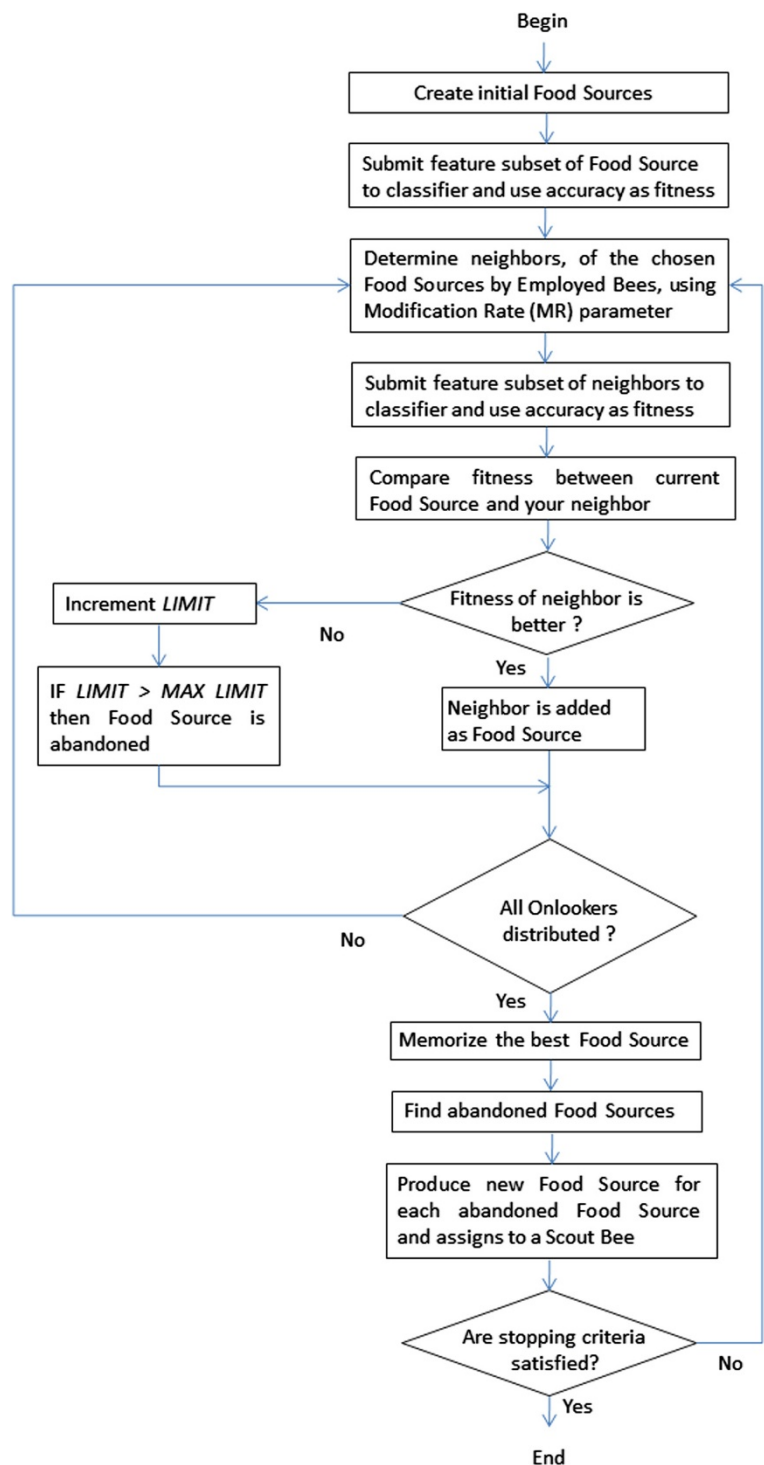 Begin
Create initial Food Sources
Submit feature subset of Food Source
to classifier and use accuracy as fitness
Determine neighbors, of the chosen
Food Sources by Employed Bees, using
Modification Rate (MR) parameter
Submit feature subset of neighbors to
classifier and use accuracy as fitness
Compare fitness between current
Food Source and your neighbor
Fitness of neighbor is
better ?
No
Increment LIMIT
IF LIMIT > MAX LIMIT
then Food Source is
abandoned
Yes
Neighbor is added
as Food Source
All Onlookers
distributed ?
No
Yes
Memorize the best Food Source
Find abandoned Food Sources
Produce new Food Source for
each abandoned Food Source
and assigns to a Scout Bee
Are stopping criteria
satisfied?
No
Yes
End